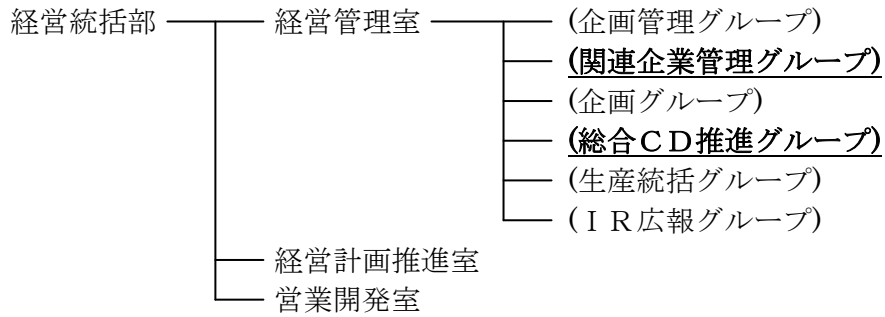 経営統括部 経営管理室 (企画管理グループ)
(関連企業管理グループ)
(企画グループ)
(総合CD推進グループ)
(生産統括グループ)
(IR広報グループ)
経営計画推進室
営業開発室